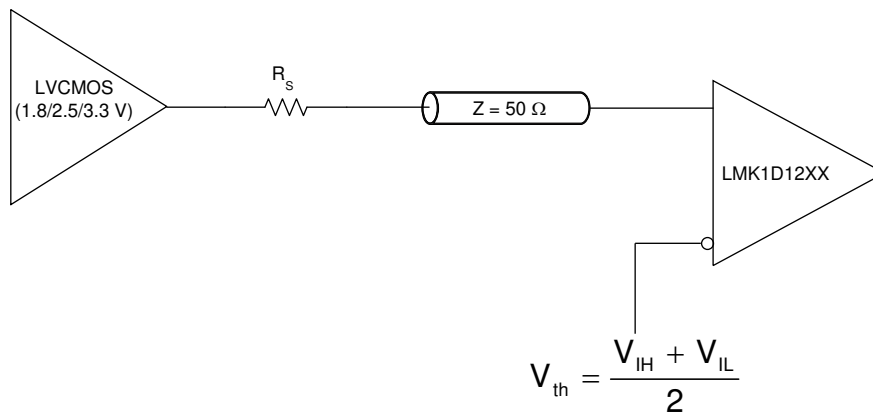 LVCMOS
(1.8/2.5/3.3 V)
R_S
Z = 50 Ω
LMK1D12XX
V_th = (V_IH + V_IL) / 2